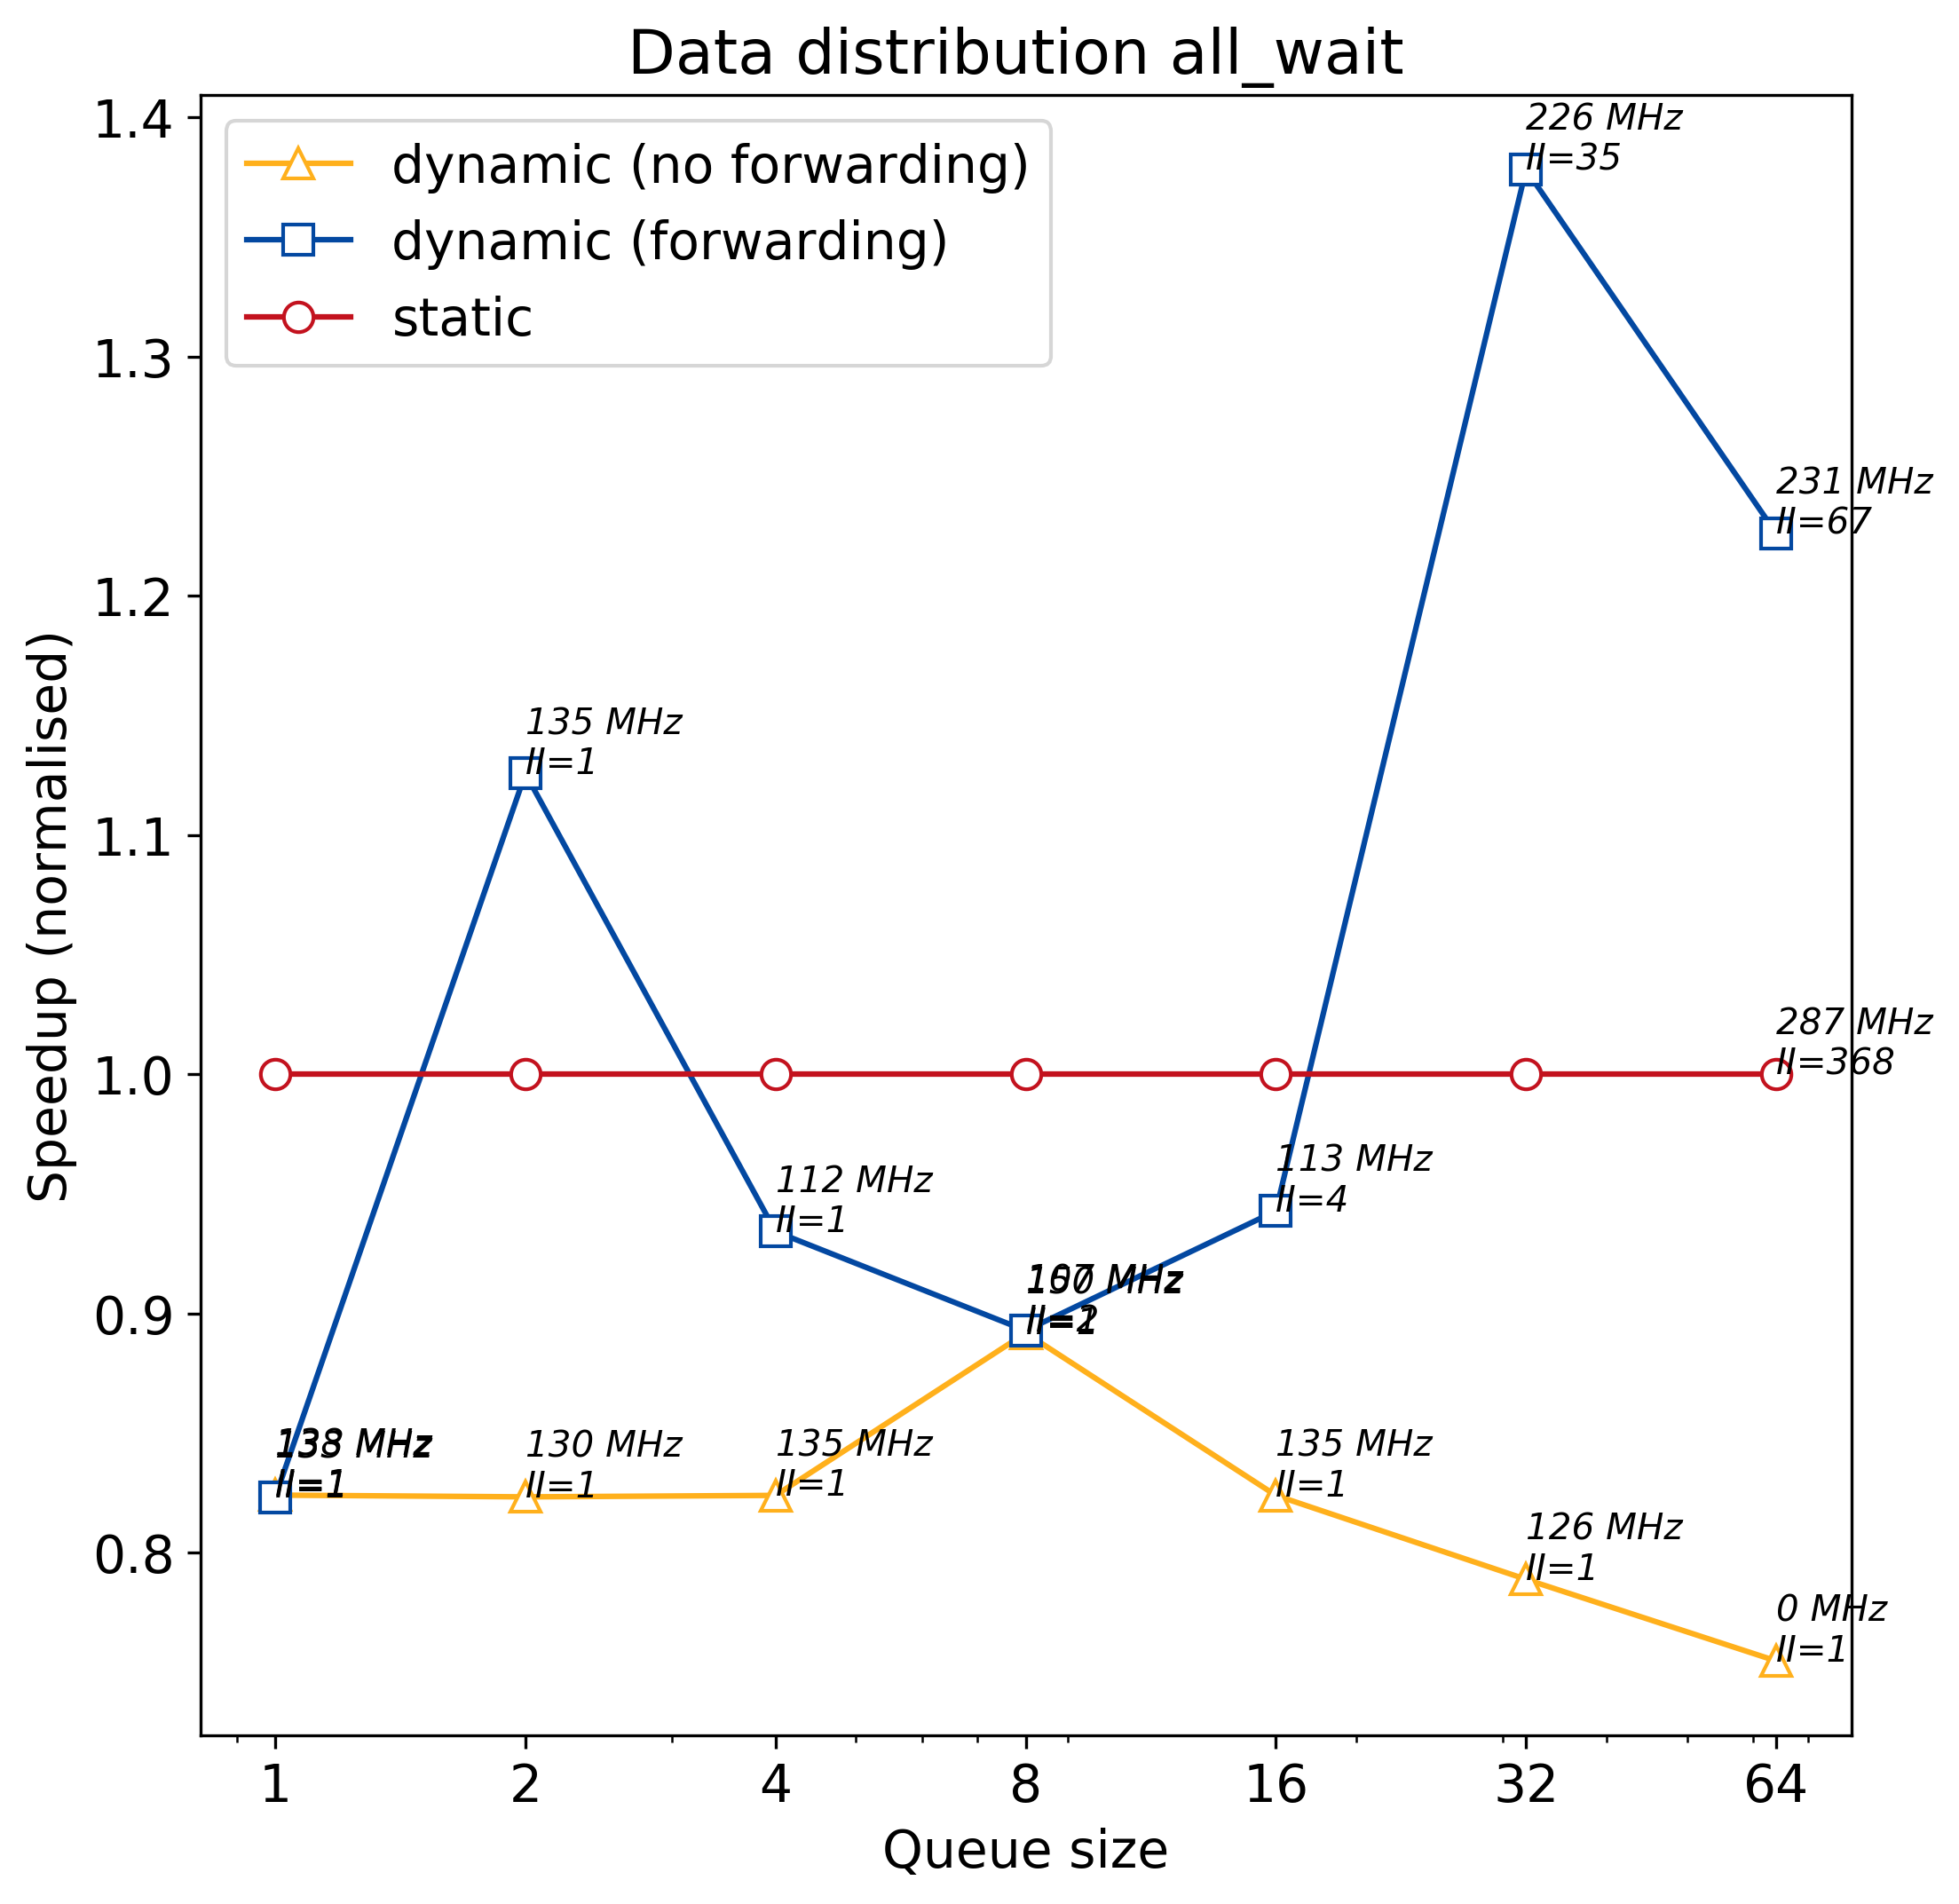 Data distribution all_wait
1.4
1.3
1.2
1.1
1.0
0.9
0.8
Speedup (normalised)
dynamic (no forwarding)
dynamic (forwarding)
static
226 MHz
II=35
231 MHz
II=67
135 MHz
II=1
287 MHz
II=368
112 MHz
II=1
113 MHz
II=4
MHz
MHz
II=1
130 MHz
II=1
135 MHz
II=1
135 MHz
II=1
126 MHz
II=1
0 MHz
II=1
1 2 4 8 16 32 64
Queue size